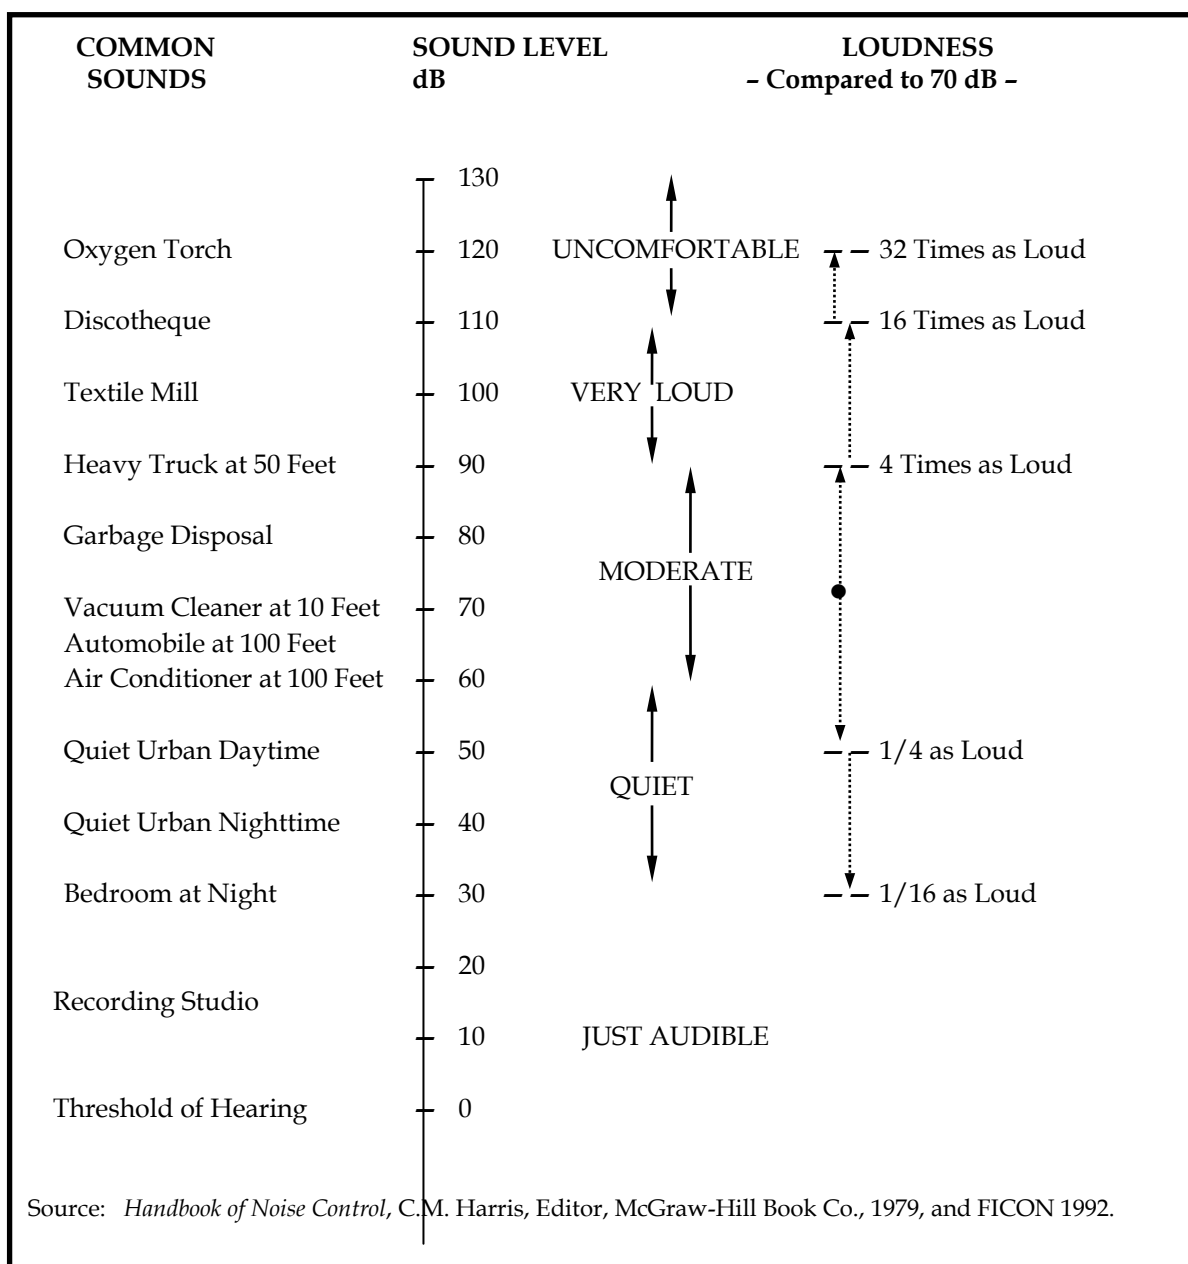 COMMON SOUND LEVEL LOUDNESS
SOUNDS dB – Compared to 70 dB –
130
Oxygen Torch 120 UNCOMFORTABLE 32 Times as Loud
Discotheque 110 16 Times as Loud
Textile Mill 100 VERY LOUD
Heavy Truck at 50 Feet 90 4 Times as Loud
Garbage Disposal 80
MODERATE
Vacuum Cleaner at 10 Feet 70
Automobile at 100 Feet
Air Conditioner at 100 Feet 60
Quiet Urban Daytime 50 1/4 as Loud
QUIET
Quiet Urban Nighttime 40
Bedroom at Night 30 1/16 as Loud
20
Recording Studio
10 JUST AUDIBLE
Threshold of Hearing 0
Source: Handbook of Noise Control, C.M. Harris, Editor, McGraw-Hill Book Co., 1979, and FICON 1992.